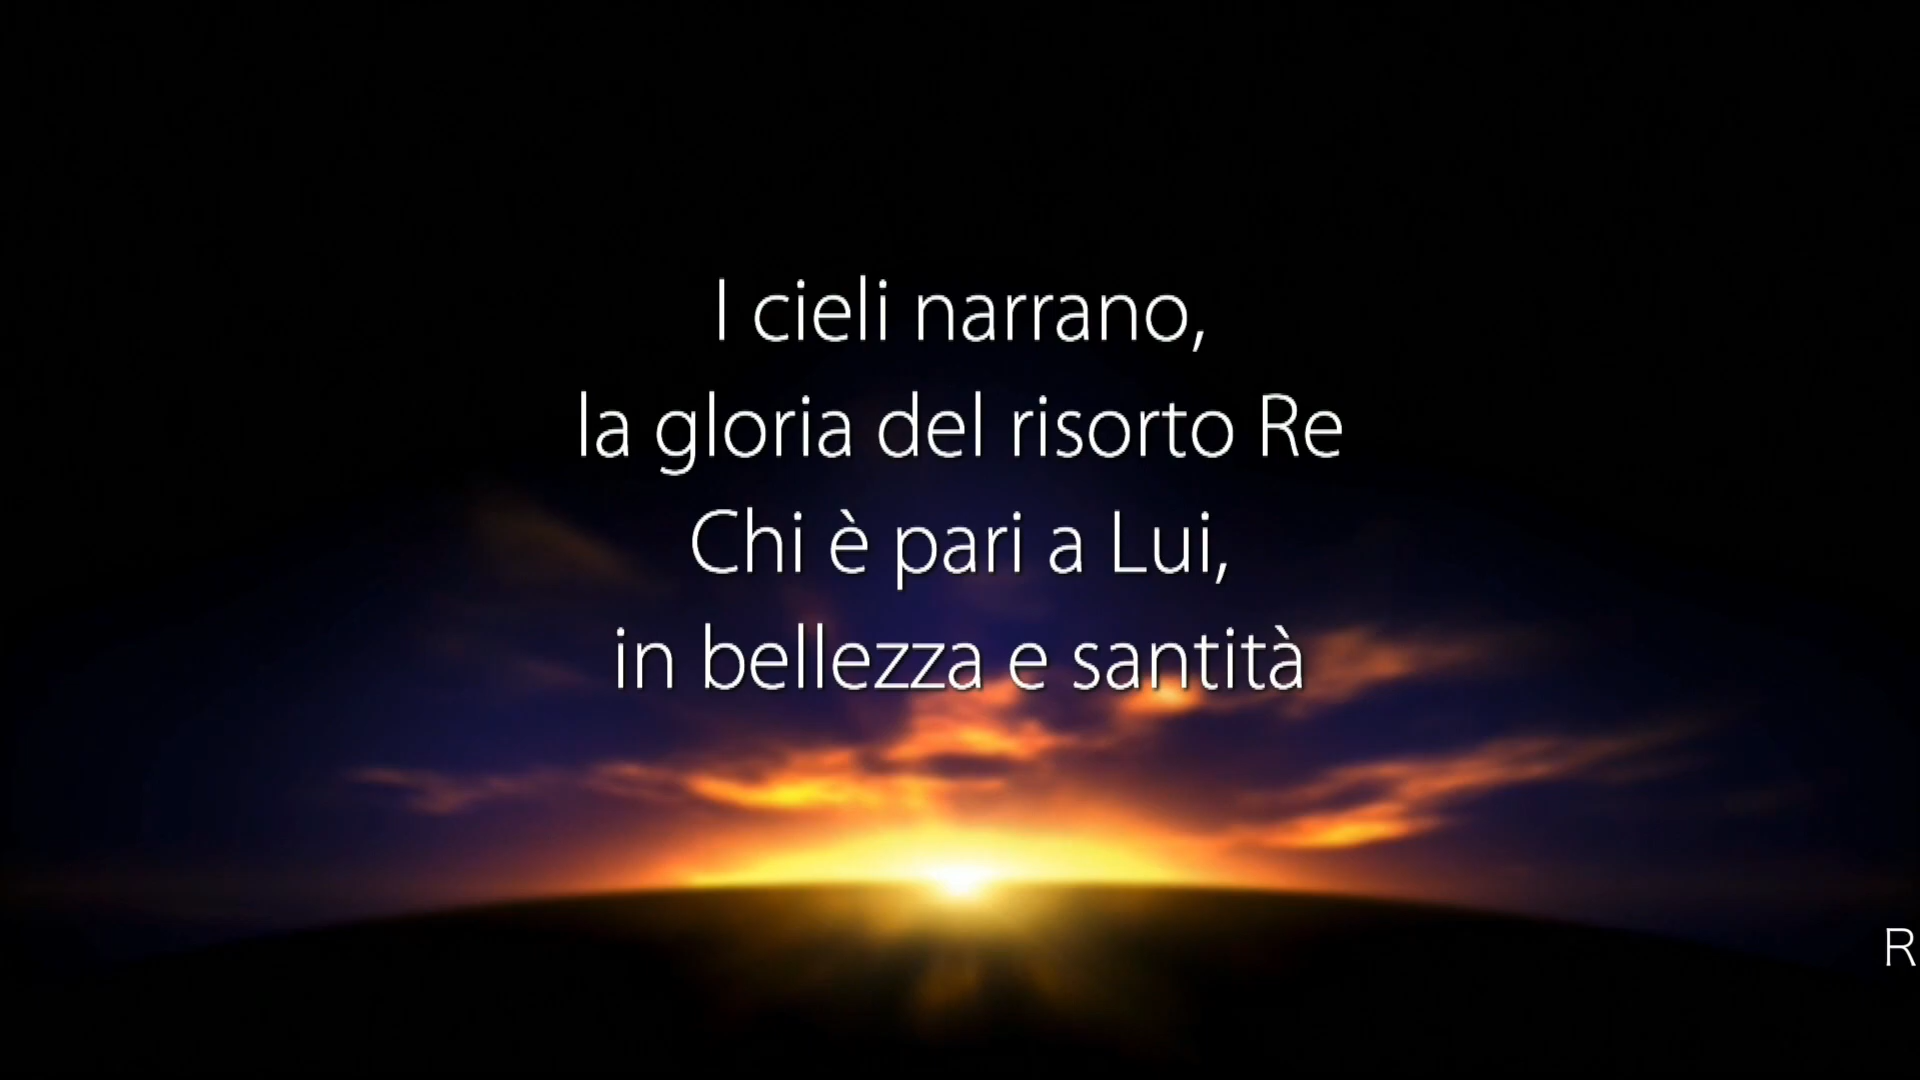 I cieli narrano,
la gloria del risorto Re
Chi è pari a Lui,
in bellezza e santità
R